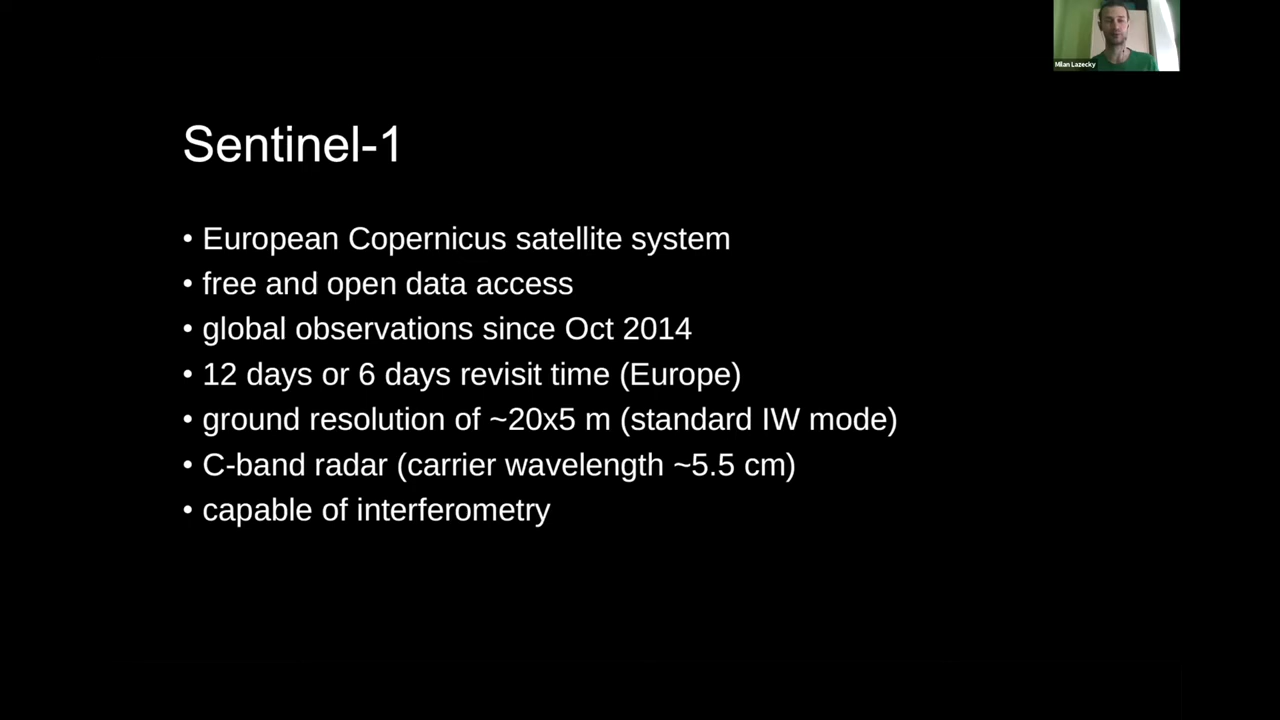 Milan Lazecky
Sentinel-1
• European Copernicus satellite system
• free and open data access
• global observations since Oct 2014
• 12 days or 6 days revisit time (Europe)
• ground resolution of ~20x5 m (standard IW mode)
• C-band radar (carrier wavelength ~5.5 cm)
• capable of interferometry